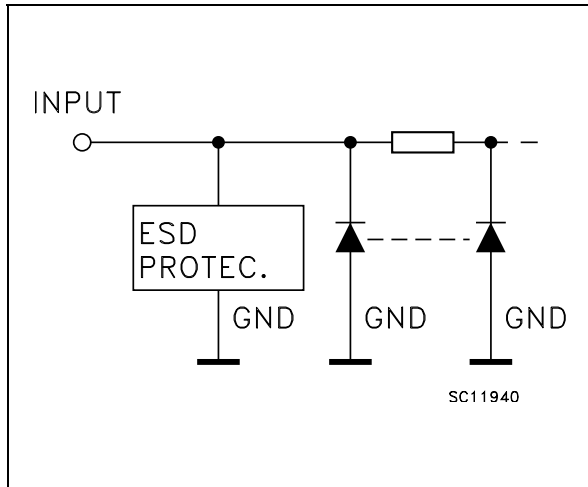 INPUT
ESD
PROTEC.
GND
GND
GND
SC11940